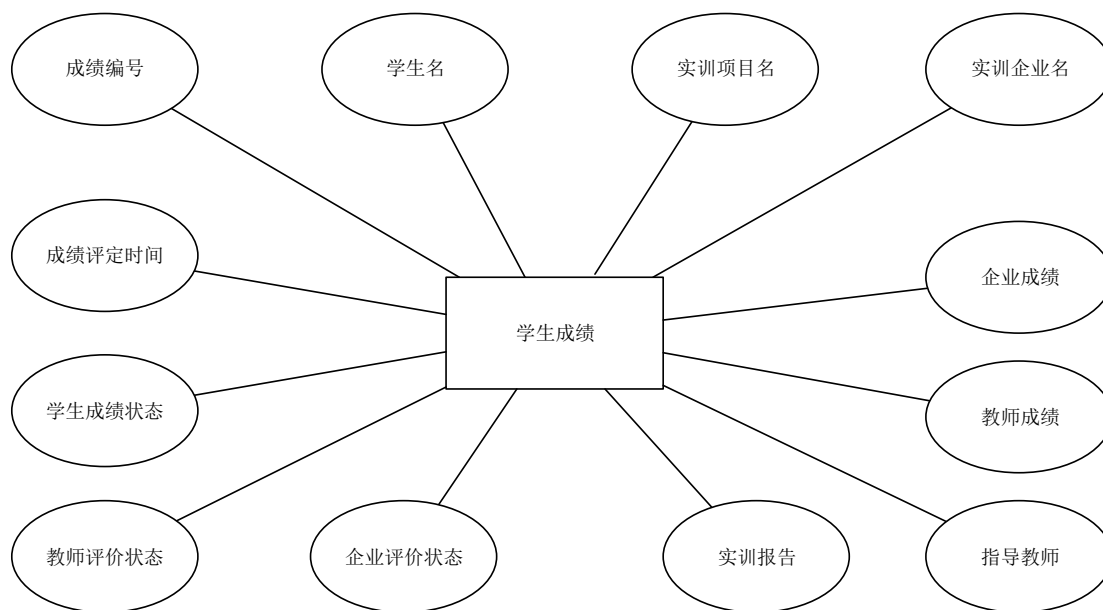 成绩编号
学生名
实训项目名
实训企业名
成绩评定时间
企业成绩
学生成绩
学生成绩状态
教师成绩
教师评价状态
企业评价状态
实训报告
指导教师